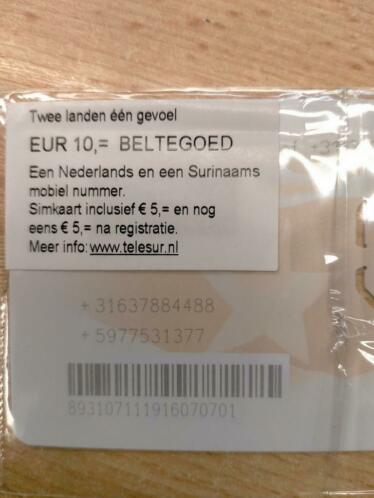 Twee landen één gevoel
EUR 10,= BELTEGOED
Een Nederlands en een Surinaams
mobiel nummer.
Simkaart inclusief € 5,= en nog
eens € 5,= na registratie.
Meer info: www.telesur.nl
+31637884488
+5977531377
8931071111916070701